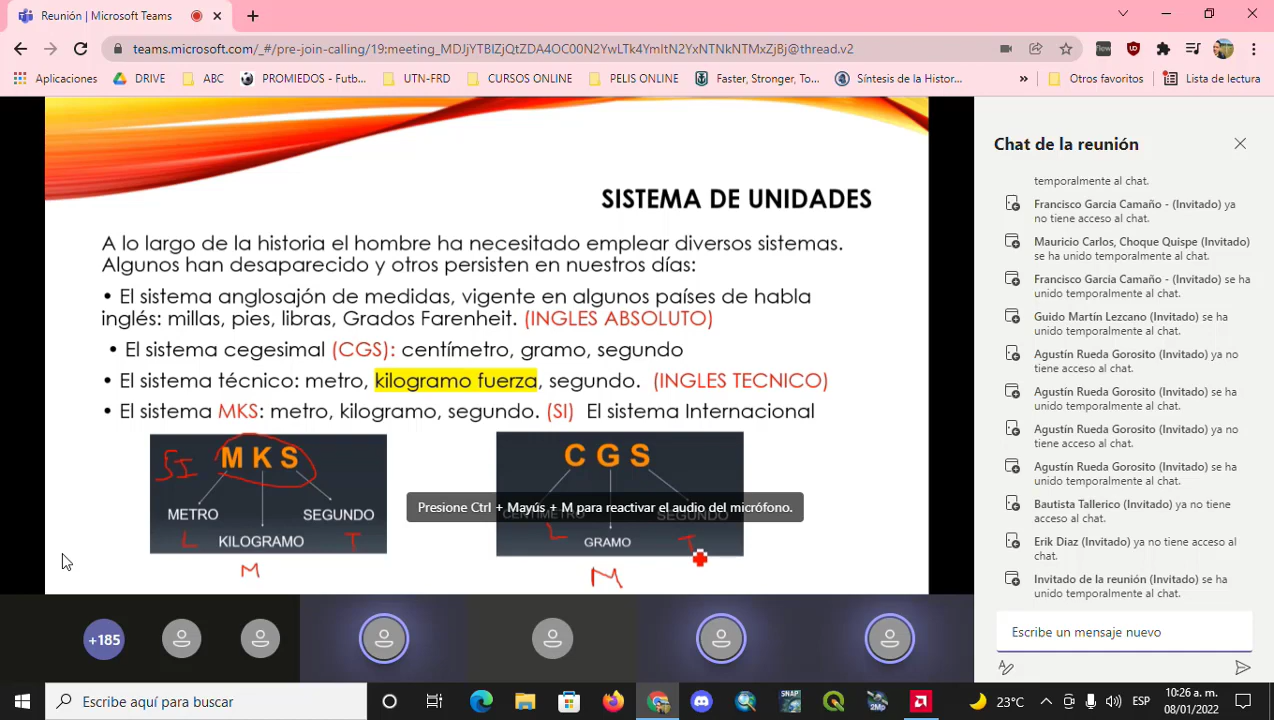 Reunión | Microsoft Teams
teams.microsoft.com/_#/pre-join-calling/19:meeting_MDJjYTBlZjQtZDA4OC00N2YwLTk4YmItN2YxNTNkNTMxZjBj@thread.v2
Aplicaciones
DRIVE
ABC
PROMIEDOS - Futb...
UTN-FRD
CURSOS ONLINE
PELIS ONLINE
Faster, Stronger, To...
Síntesis de la Histor...
»
Otros favoritos
Lista de lectura
SISTEMA DE UNIDADES
A lo largo de la historia el hombre ha necesitado emplear diversos sistemas.
Algunos han desaparecido y otros persisten en nuestros días:
• El sistema anglosajón de medidas, vigente en algunos países de habla
inglés: millas, pies, libras, Grados Farenheit. (INGLES ABSOLUTO)
• El sistema cegesimal (CGS): centímetro, gramo, segundo
• El sistema técnico: metro, kilogramo fuerza, segundo. (INGLES TECNICO)
• El sistema MKS: metro, kilogramo, segundo. (SI) El sistema Internacional
SI MKS
METRO
SEGUNDO
L
KILOGRAMO
T
M
CGS
CENTÍMETRO
SEGUNDO
L
GRAMO
T
M
Presione Ctrl + Mayús + M para reactivar el audio del micrófono.
+185
Chat de la reunión
temporalmente al chat.
Francisco García Camaño - (Invitado) ya
no tiene acceso al chat.
Mauricio Carlos, Choque Quispe (Invitado)
se ha unido temporalmente al chat.
Francisco García Camaño - (Invitado) se ha
unido temporalmente al chat.
Guido Martín Lezcano (Invitado) se ha
unido temporalmente al chat.
Agustín Rueda Gorosito (Invitado) ya no
tiene acceso al chat.
Agustín Rueda Gorosito (Invitado) se ha
unido temporalmente al chat.
Agustín Rueda Gorosito (Invitado) ya no
tiene acceso al chat.
Agustín Rueda Gorosito (Invitado) se ha
unido temporalmente al chat.
Bautista Tallerico (Invitado) ya no tiene
acceso al chat.
Erik Diaz (Invitado) ya no tiene acceso al
chat.
Invitado de la reunión (Invitado) se ha
unido temporalmente al chat.
Escribe un mensaje nuevo
Escribe aquí para buscar
SNAP
2Mp
23°C
ESP
10:26 a. m.
08/01/2022